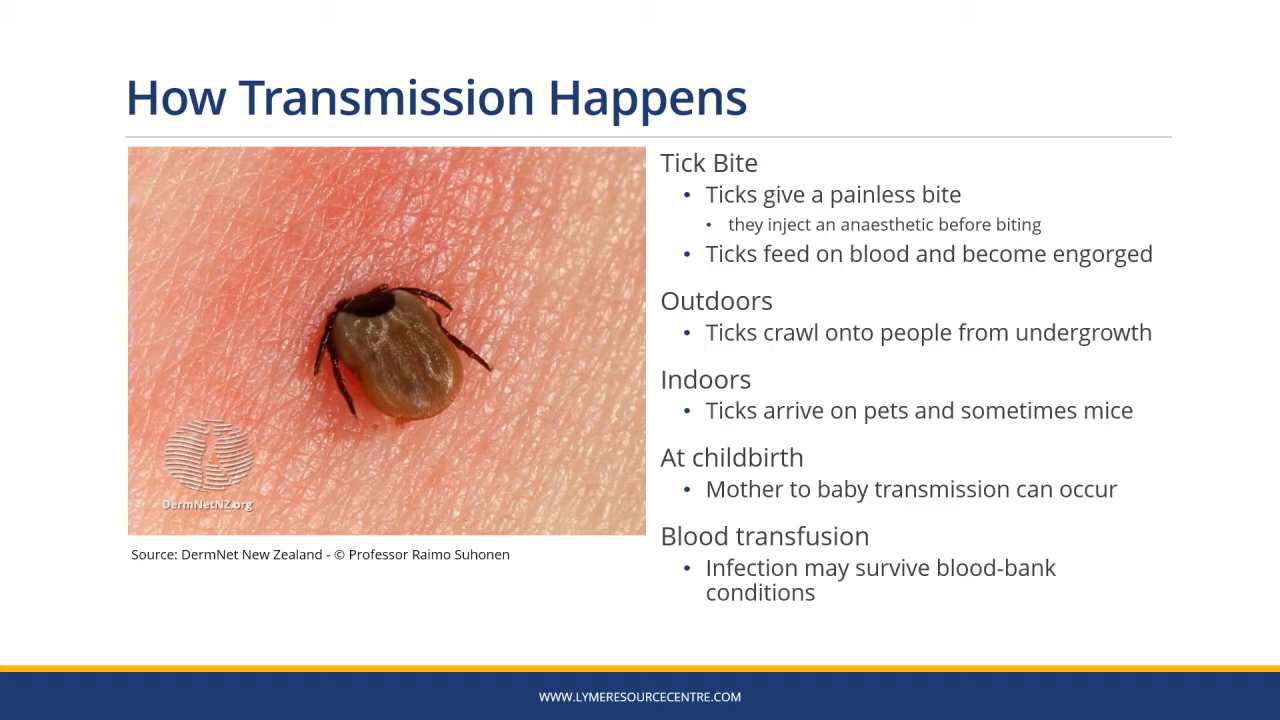 How Transmission Happens
Tick Bite
• Ticks give a painless bite
• they inject an anaesthetic before biting
• Ticks feed on blood and become engorged
Outdoors
• Ticks crawl onto people from undergrowth
Indoors
• Ticks arrive on pets and sometimes mice
At childbirth
• Mother to baby transmission can occur
Blood transfusion
• Infection may survive blood-bank
conditions
DermNetNZ.org
Source: DermNet New Zealand - © Professor Raimo Suhonen
WWW.LYMERESOURCECENTRE.COM